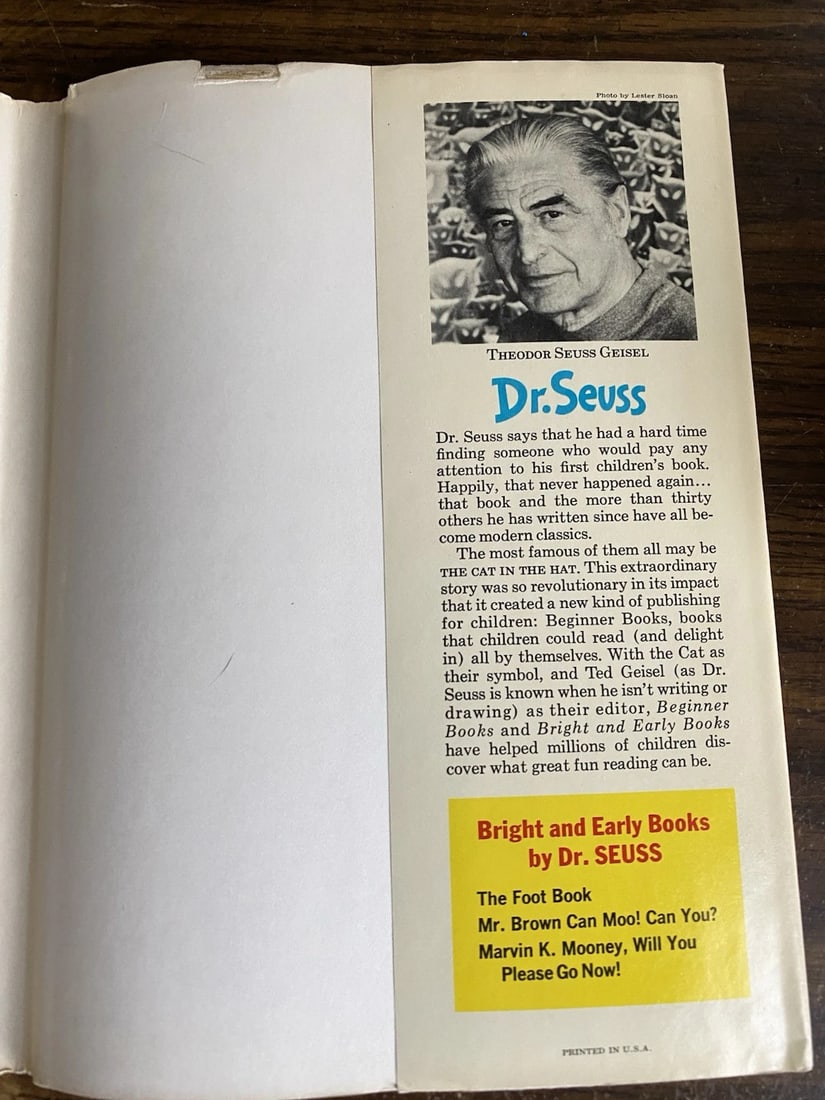 Photo by Lester Sloan
THEODOR SEUSS GEISEL
Dr. Seuss
Dr. Seuss says that he had a hard time
finding someone who would pay any
attention to his first children's book.
Happily, that never happened again...
that book and the more than thirty
others he has written since have all be-
come modern classics.
The most famous of them all may be
THE CAT IN THE HAT. This extraordinary
story was so revolutionary in its impact
that it created a new kind of publishing
for children: Beginner Books, books
that children could read (and delight
in) all by themselves. With the Cat as
their symbol, and Ted Geisel (as Dr.
Seuss is known when he isn't writing or
drawing) as their editor, Beginner
Books and Bright and Early Books
have helped millions of children dis-
cover what great fun reading can be.
Bright and Early Books
by Dr. SEUSS
The Foot Book
Mr. Brown Can Moo! Can You?
Marvin K. Mooney, Will You
Please Go Now!
PRINTED IN U.S.A.